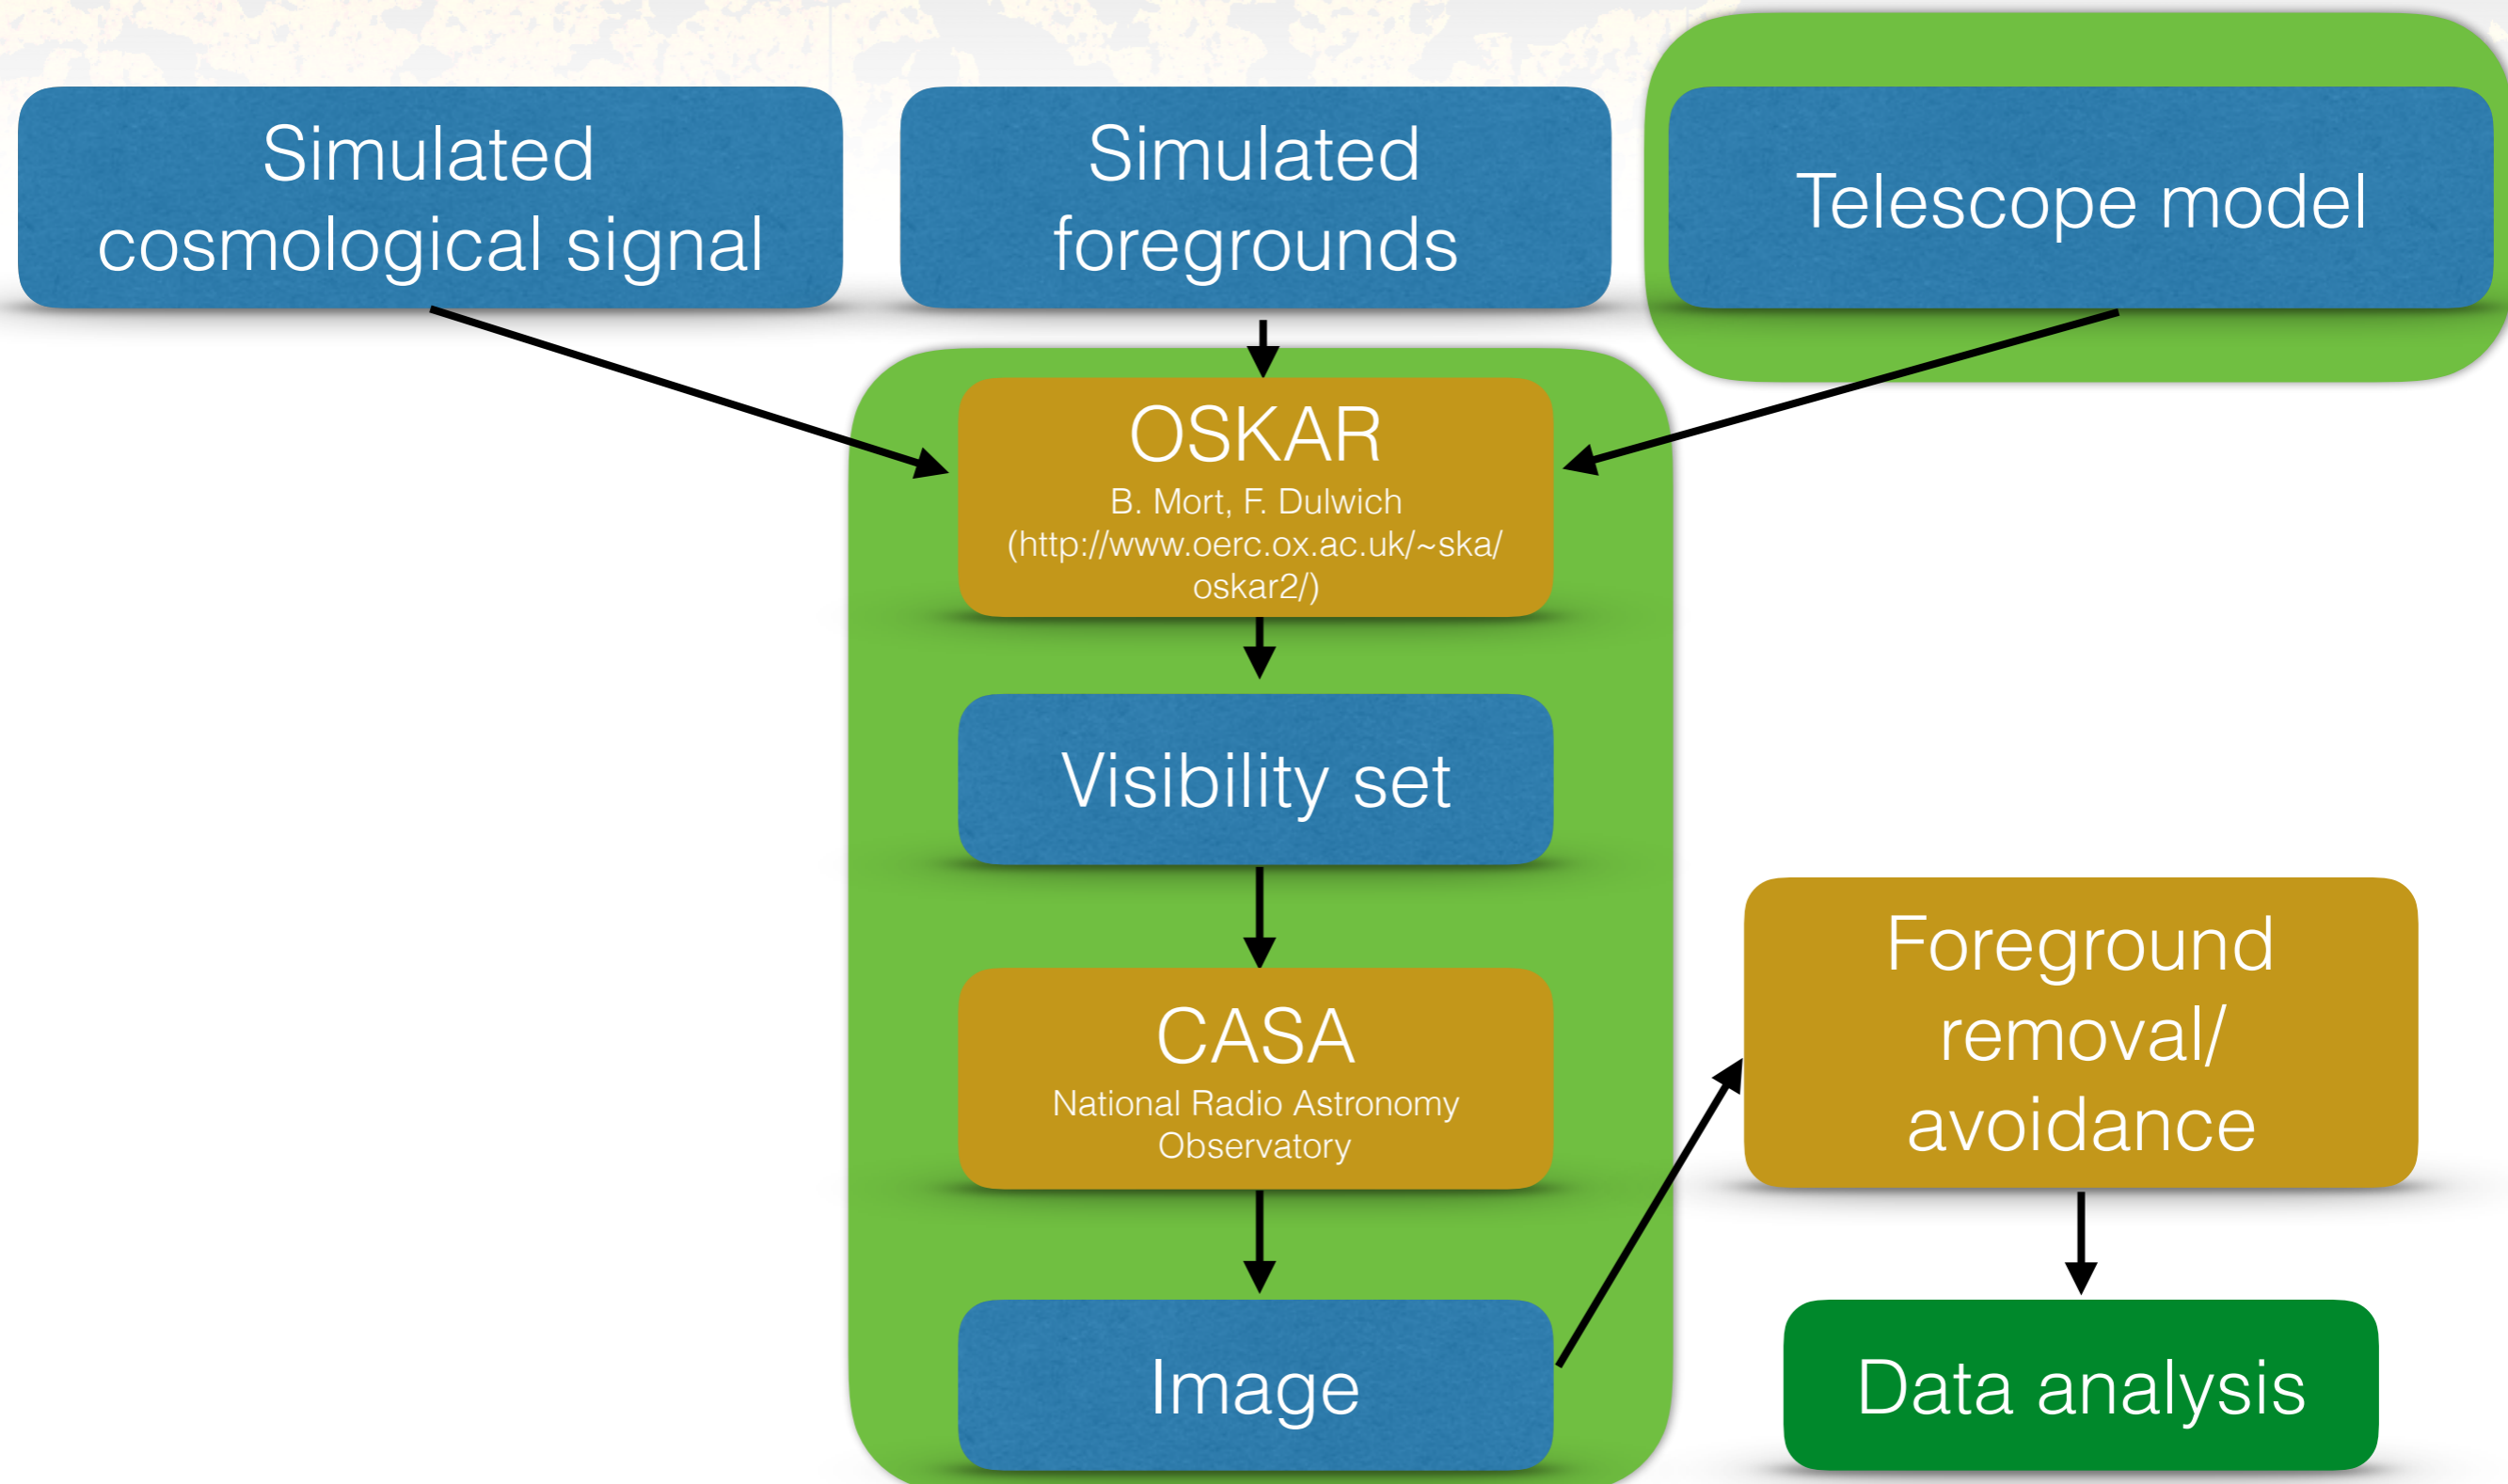 Simulated
cosmological signal
Simulated
foregrounds
Telescope model
OSKAR
B. Mort, F. Dulwich
(http://www.oerc.ox.ac.uk/~ska/
oskar2/)
Visibility set
CASA
National Radio Astronomy
Observatory
Image
Foreground
removal/
avoidance
Data analysis